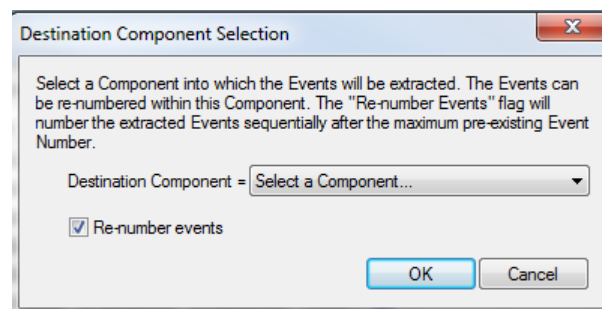 Destination Component Selection
Select a Component into which the Events will be extracted. The Events can
be re-numbered within this Component. The "Re-number Events" flag will
number the extracted Events sequentially after the maximum pre-existing Event
Number.
Destination Component = Select a Component...
Re-number events
OK Cancel